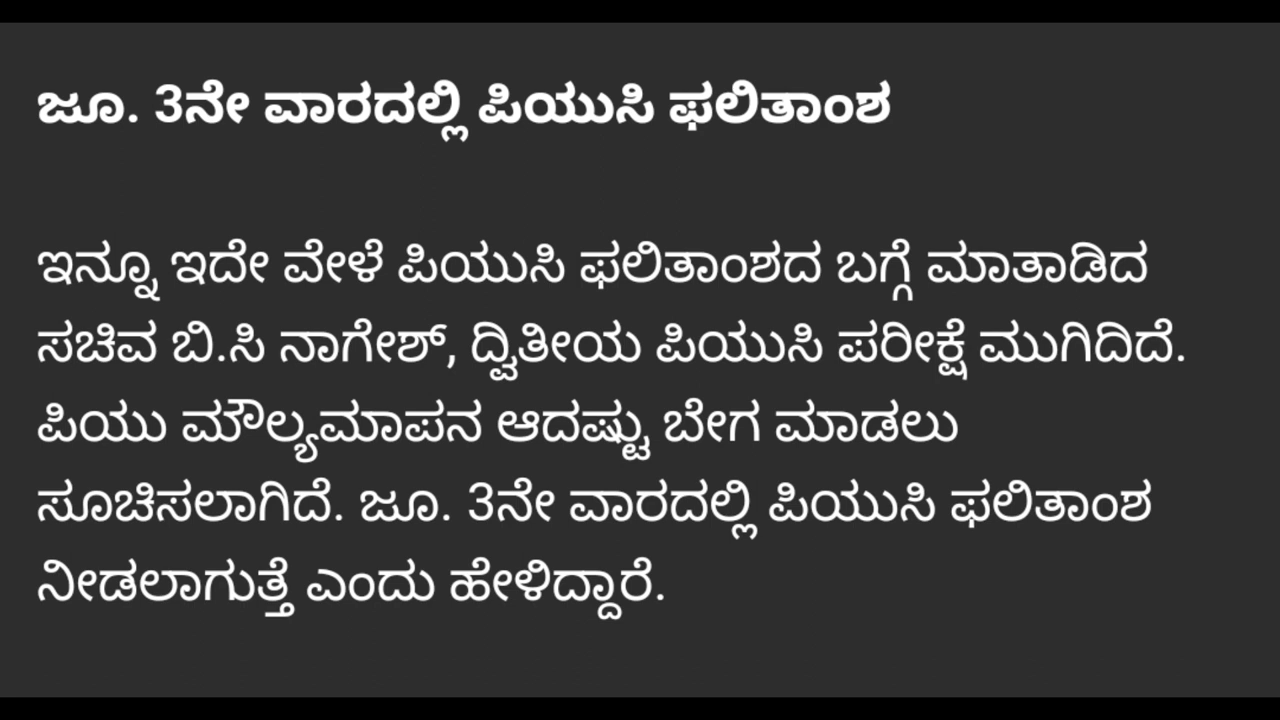 ಜೂ. 3ನೇ ವಾರದಲ್ಲಿ ಪಿಯುಸಿ ಫಲಿತಾಂಶ
ಇನ್ನೂ ಇದೇ ವೇಳೆ ಪಿಯುಸಿ ಫಲಿತಾಂಶದ ಬಗ್ಗೆ ಮಾತಾಡಿದ
ಸಚಿವ ಬಿ.ಸಿ ನಾಗೇಶ್, ದ್ವಿತೀಯ ಪಿಯುಸಿ ಪರೀಕ್ಷೆ ಮುಗಿದಿದೆ.
ಪಿಯು ಮೌಲ್ಯಮಾಪನ ಆದಷ್ಟು ಬೇಗ ಮಾಡಲು
ಸೂಚಿಸಲಾಗಿದೆ. ಜೂ. 3ನೇ ವಾರದಲ್ಲಿ ಪಿಯುಸಿ ಫಲಿತಾಂಶ
ನೀಡಲಾಗುತ್ತೆ ಎಂದು ಹೇಳಿದ್ದಾರೆ.